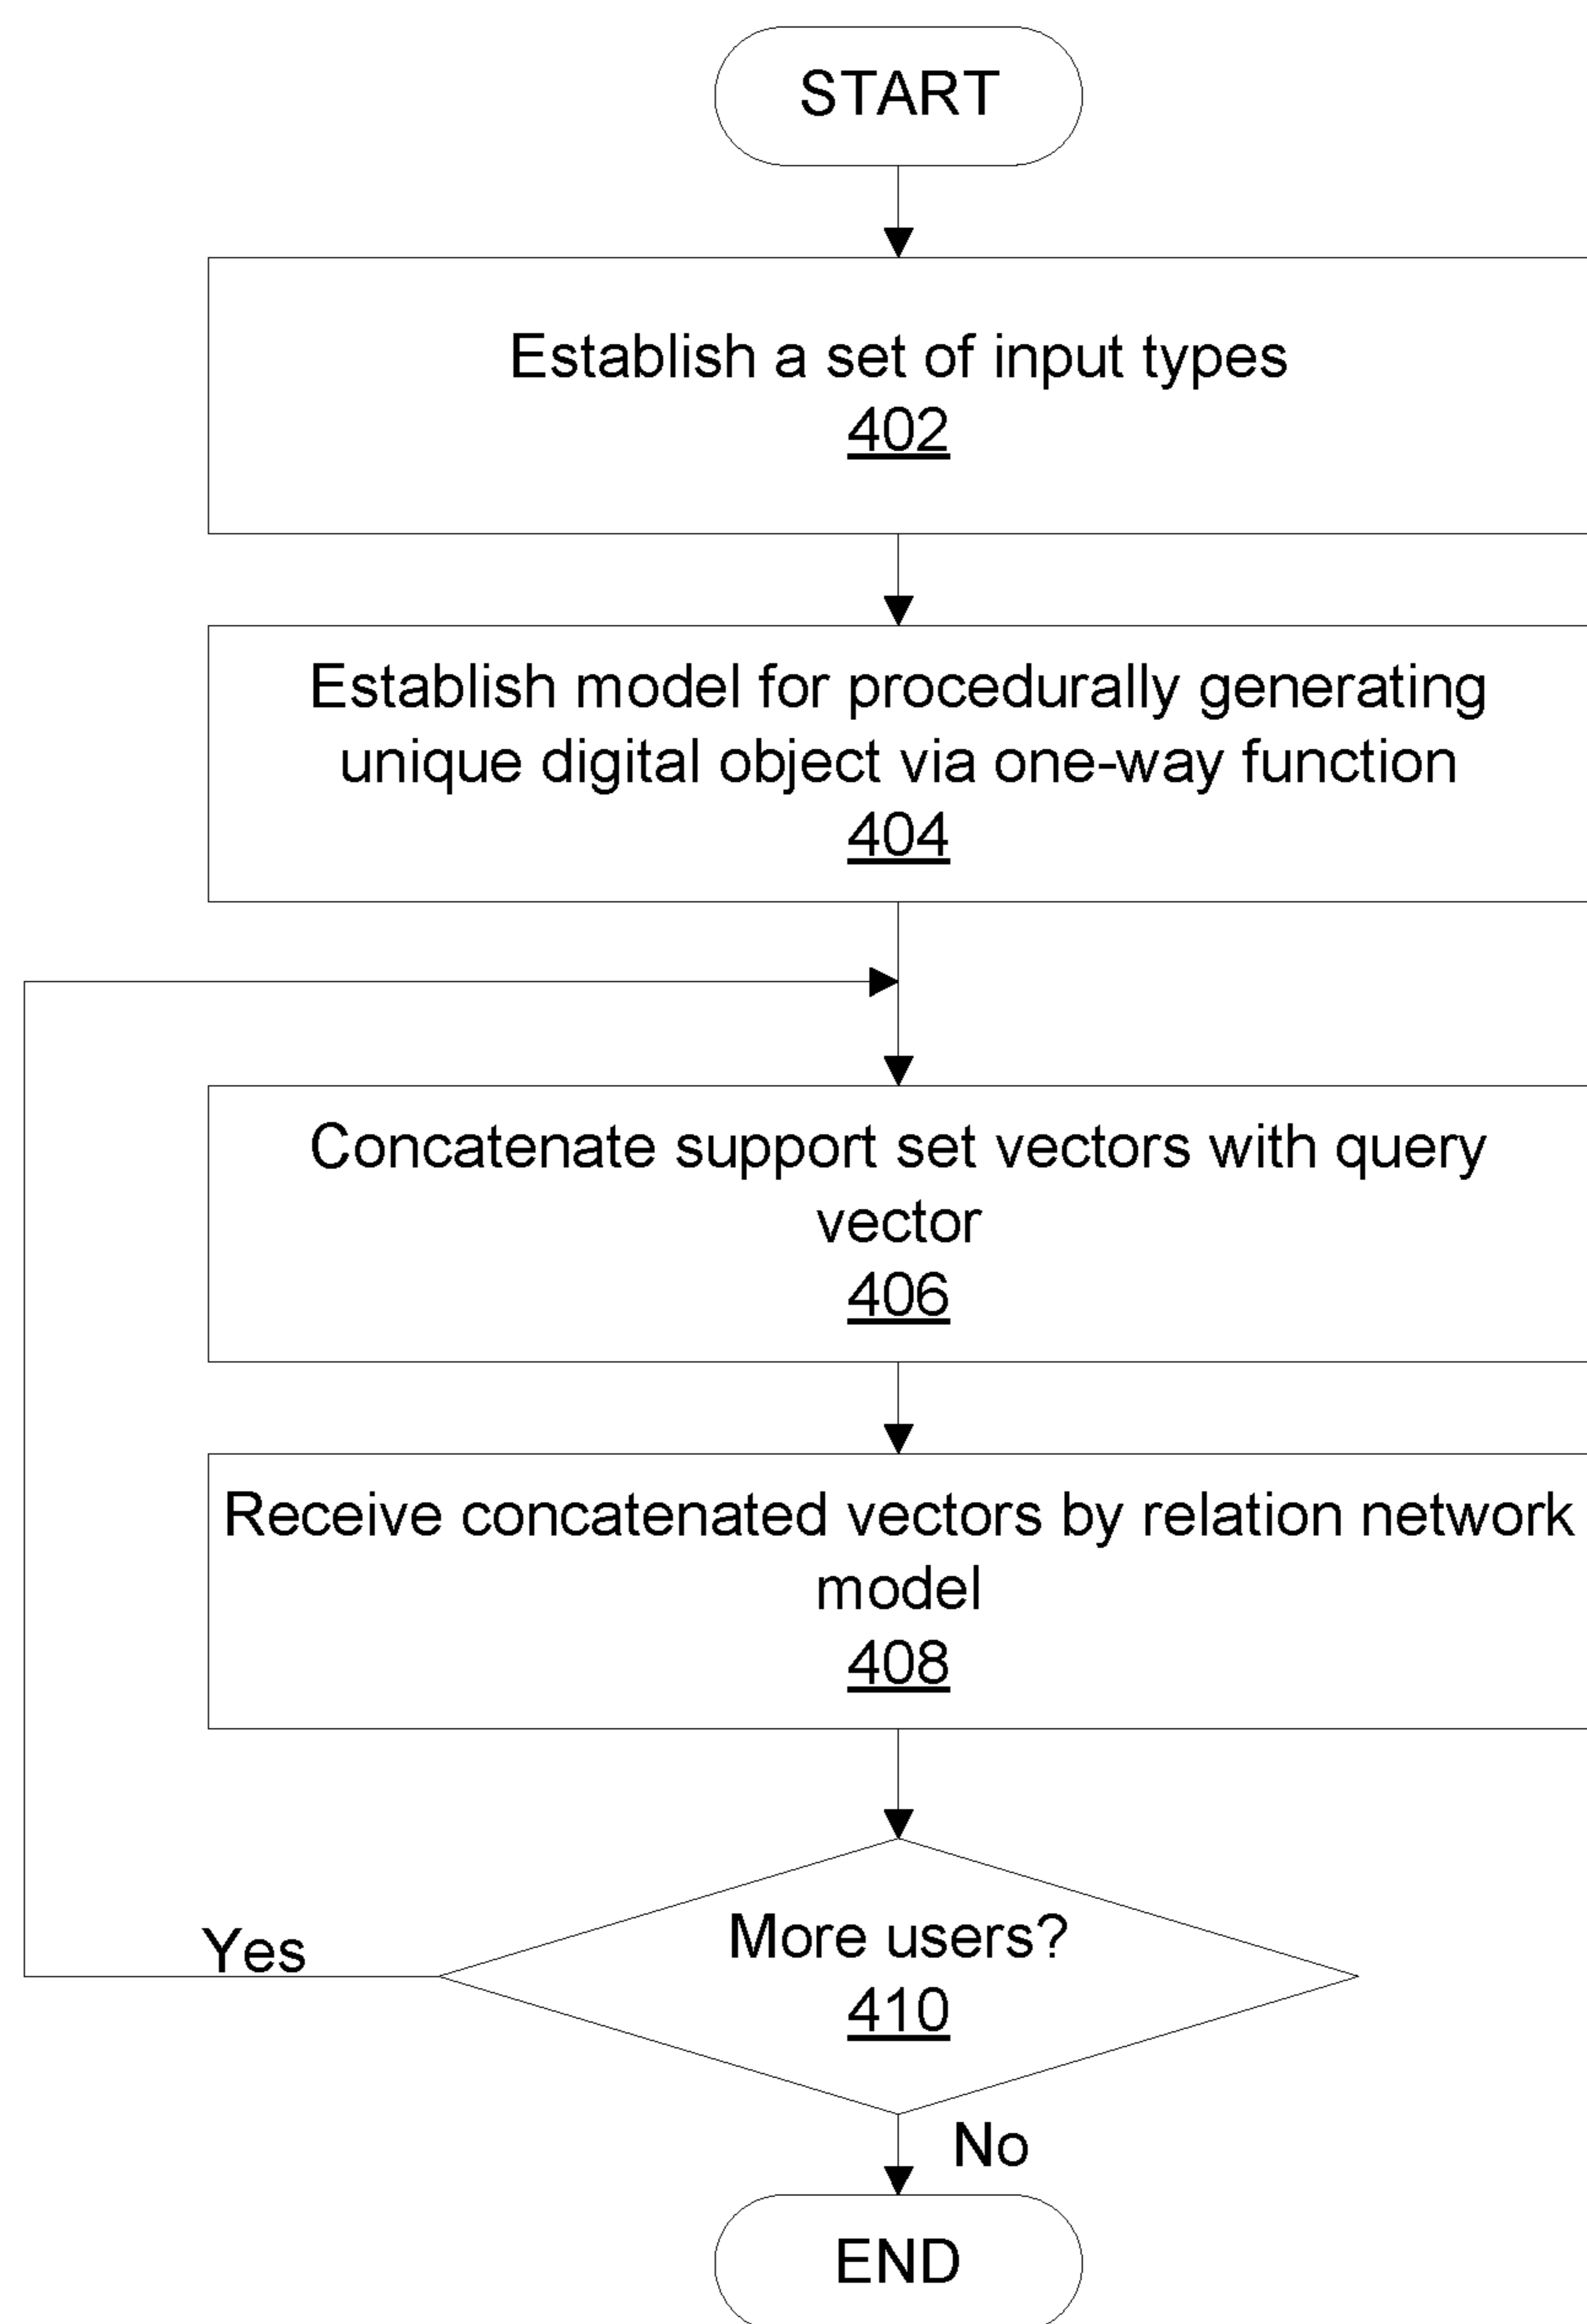 START
Establish a set of input types
402
Establish model for procedurally generating
unique digital object via one-way function
404
Concatenate support set vectors with query
vector
406
Receive concatenated vectors by relation network
model
408
More users?
410
Yes
No
END